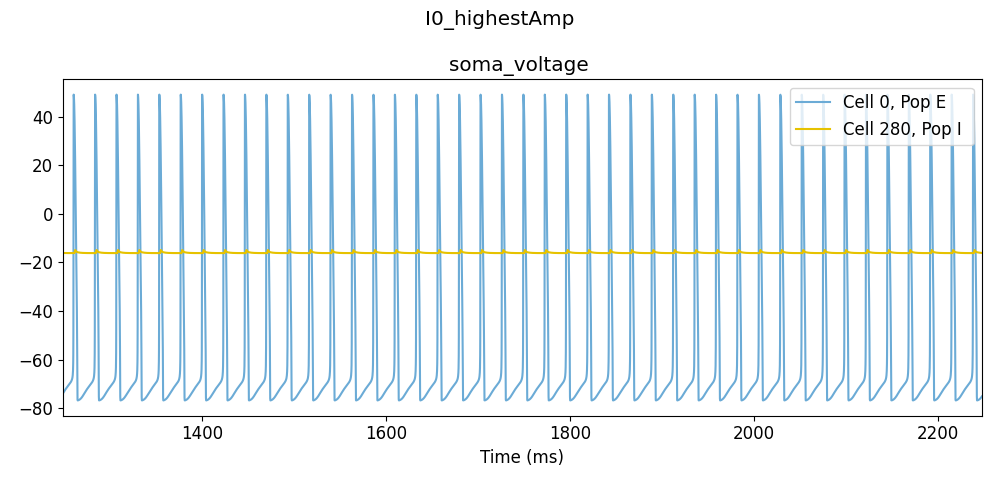 I0_highestAmp
soma_voltage
Cell 0, Pop E
Cell 280, Pop I
40
20
0
−20
−40
−60
−80
1400
1600
1800
2000
2200
Time (ms)